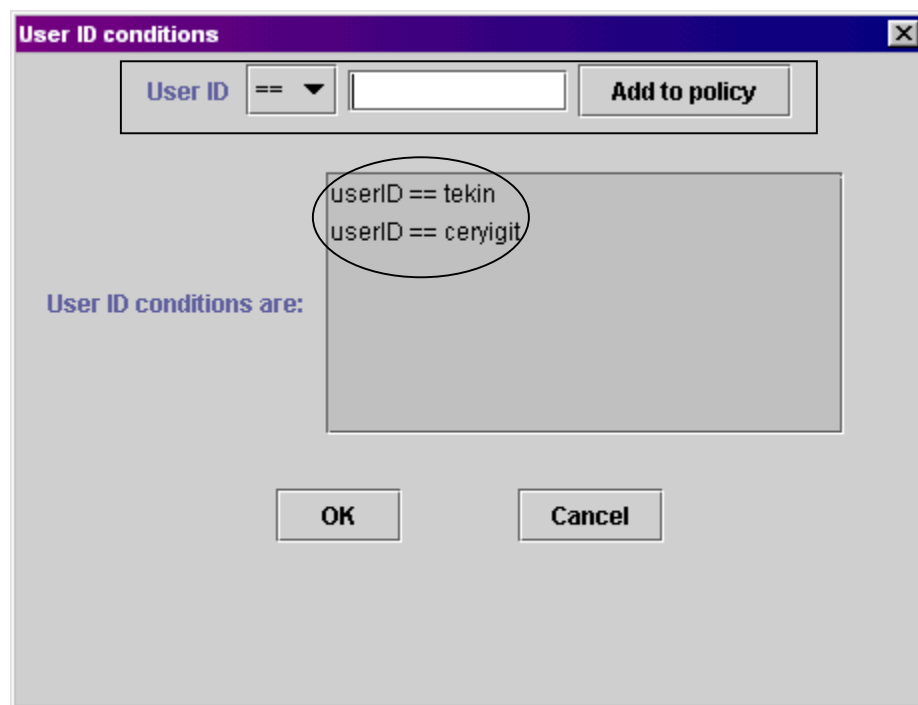 User ID conditions
User ID == Add to policy
userID == tekin
userID == ceryigit
User ID conditions are:
OK Cancel